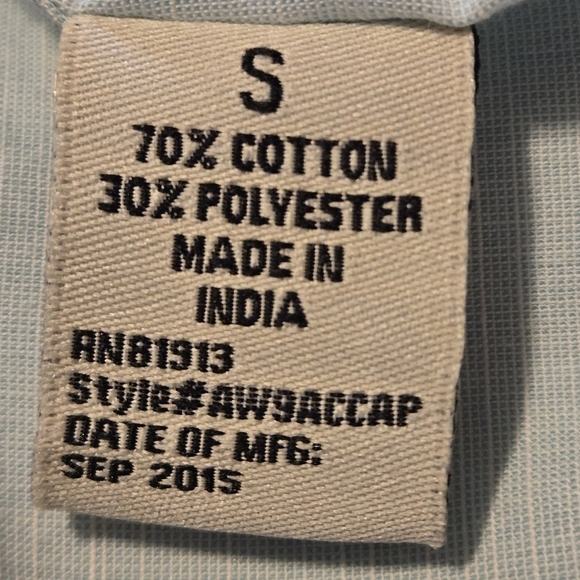 S
70% COTTON
30% POLYESTER
MADE IN
INDIA
RN81913
Style#AW9ACCAP
DATE OF MFG:
SEP 2015